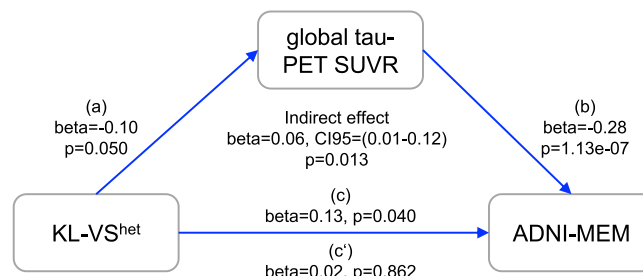 global tau-
PET SUVR
(a)
beta=-0.10
p=0.050
Indirect effect
beta=0.06, CI95=(0.01-0.12)
p=0.013
(b)
beta=-0.28
p=1.13e-07
KL-VSʰᵉᵗ
(c)
beta=0.13, p=0.040
(c‘)
beta=0.02, p=0.862
ADNI-MEM